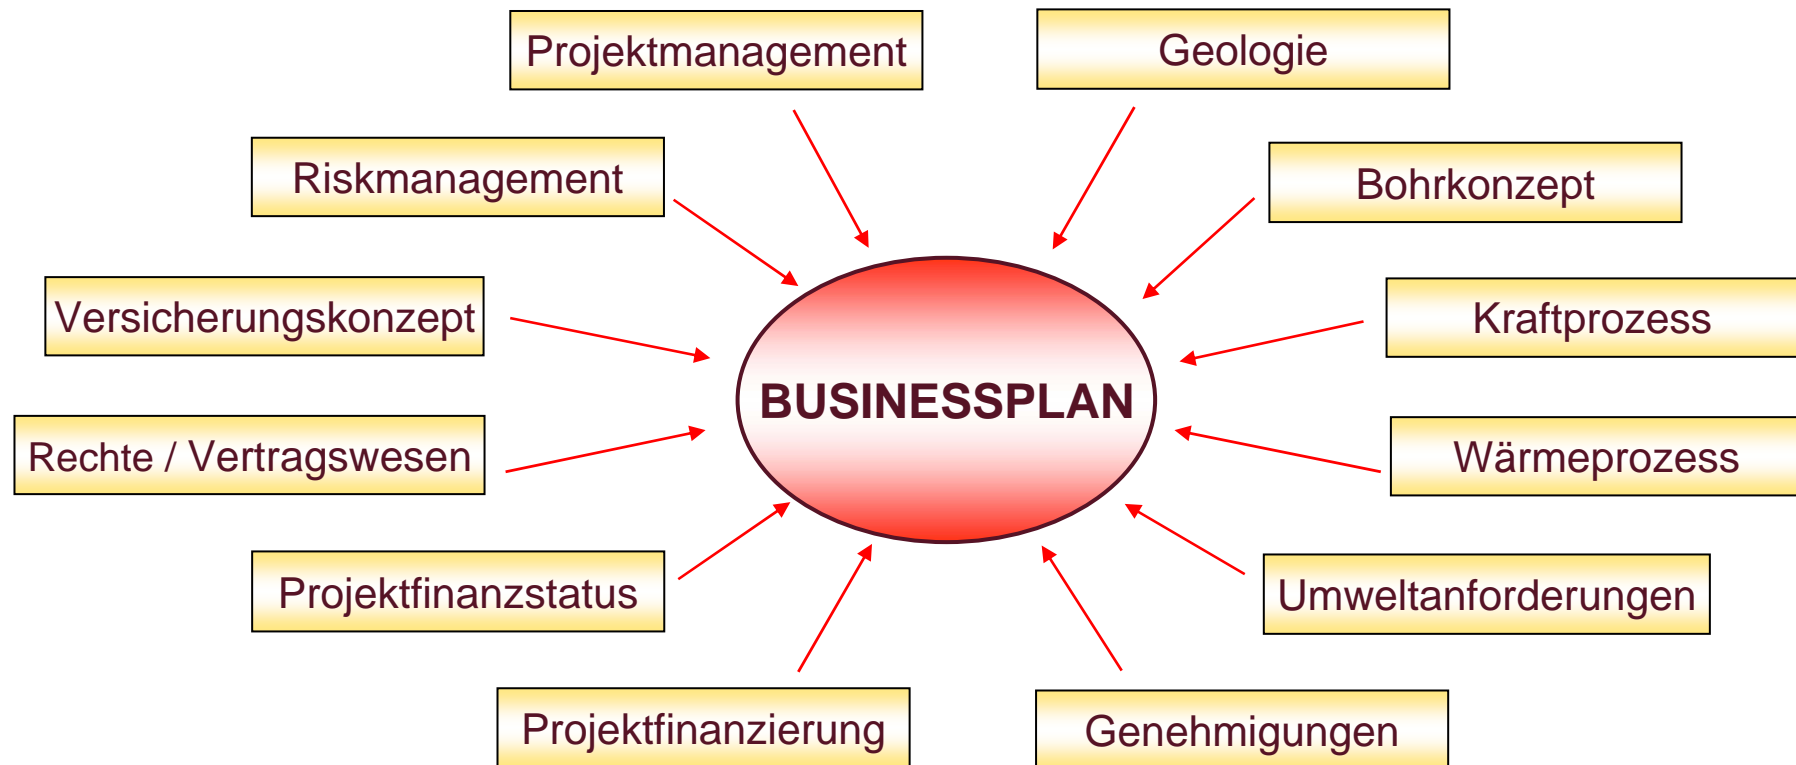 Projektmanagement
Geologie
Riskmanagement
Bohrkonzept
Versicherungskonzept
Kraftprozess
BUSINESSPLAN
Rechte / Vertragswesen
Wärmeprozess
Projektfinanzstatus
Umweltanforderungen
Projektfinanzierung
Genehmigungen